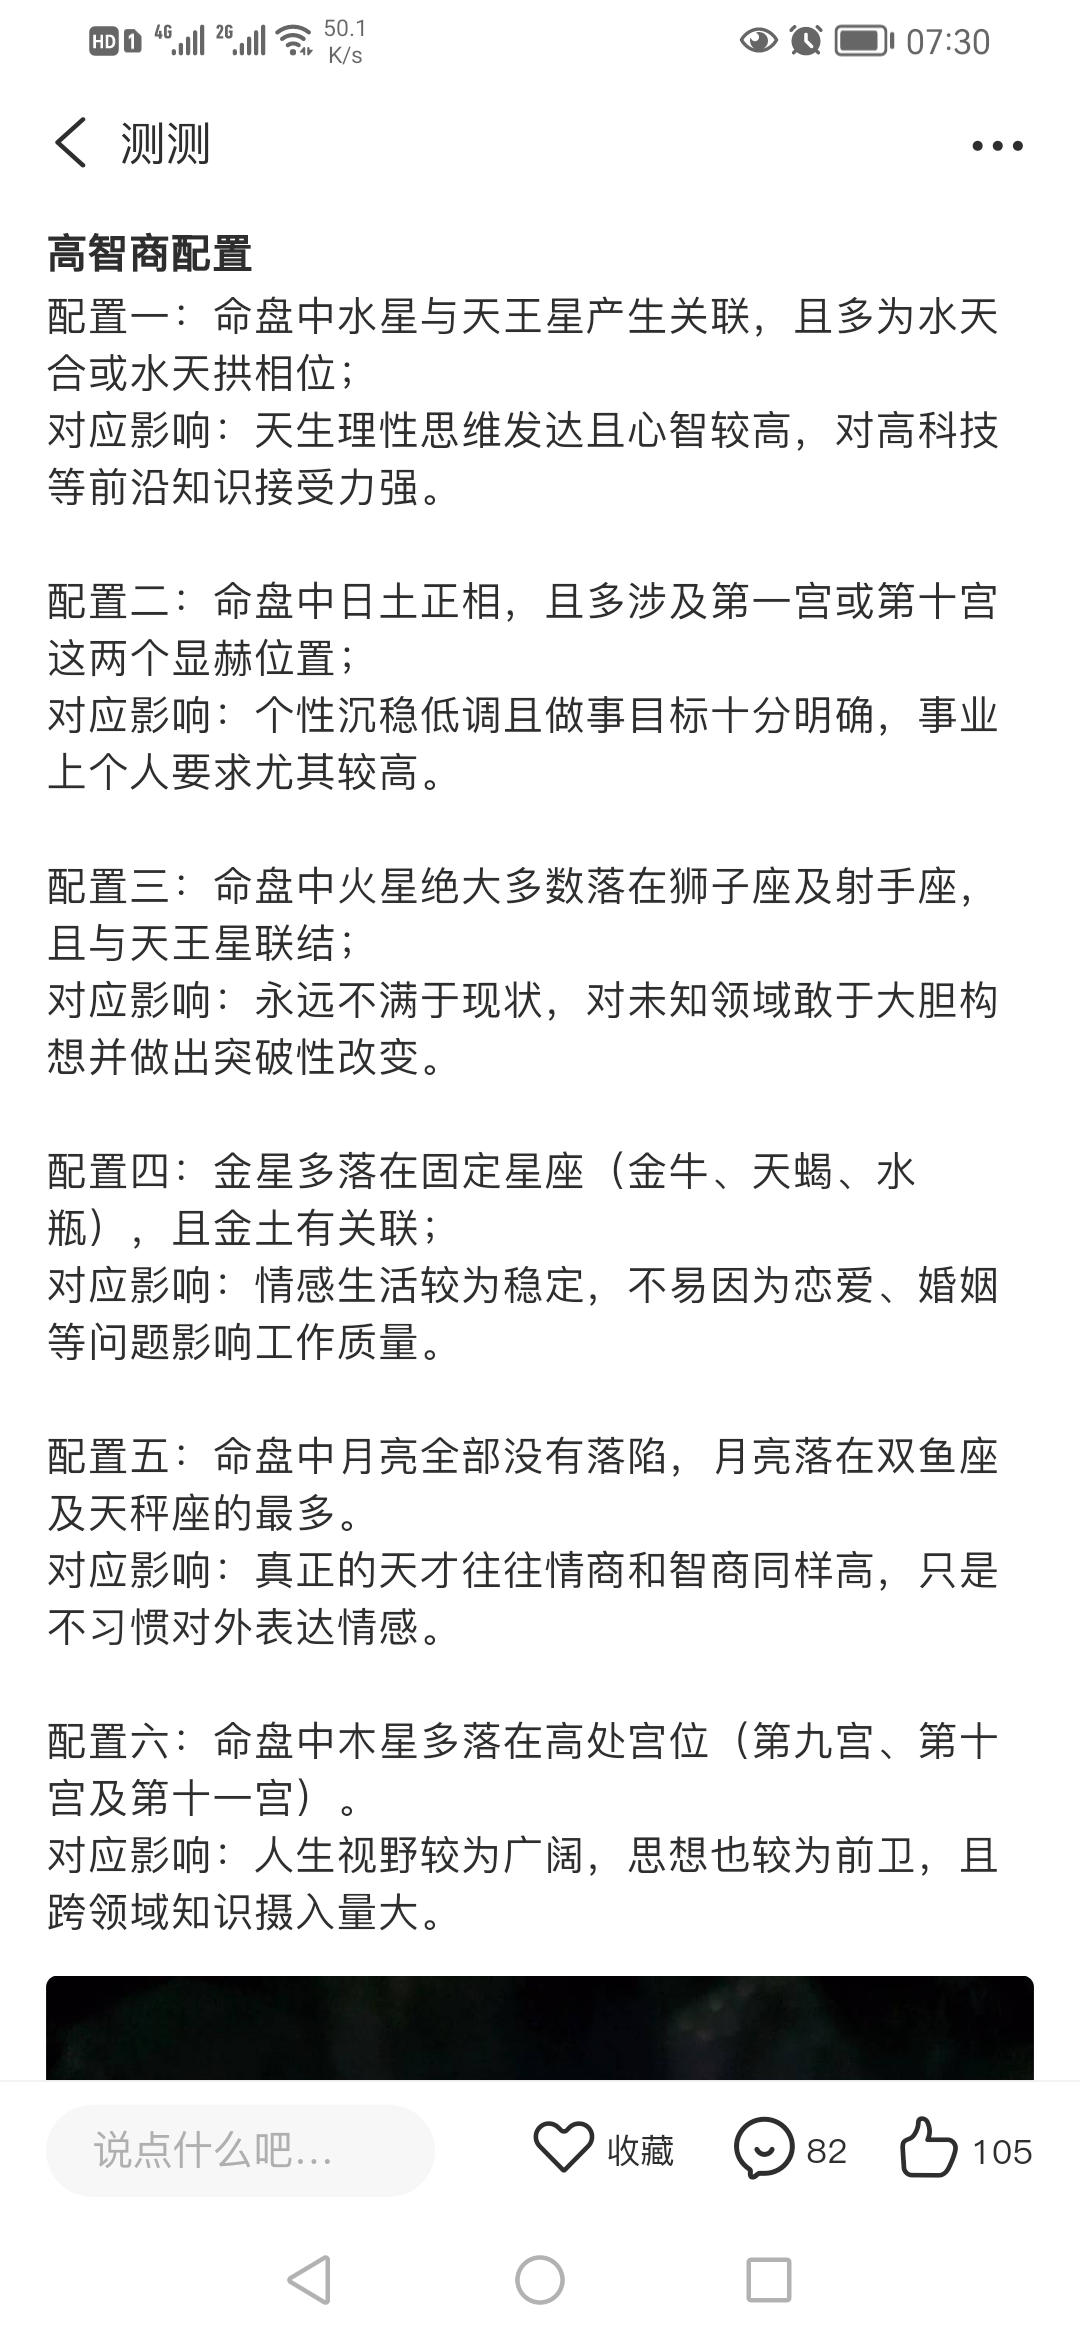 HD 1 4G 2G 50.1 K/s 07:30
测测
高智商配置
配置一：命盘中水星与天王星产生关联，且多为水天
合或水天拱相位；
对应影响：天生理性思维发达且心智较高，对高科技
等前沿知识接受力强。
配置二：命盘中日土正相，且多涉及第一宫或第十宫
这两个显赫位置；
对应影响：个性沉稳低调且做事目标十分明确，事业
上个人要求尤其较高。
配置三：命盘中火星绝大多数落在狮子座及射手座，
且与天王星联结；
对应影响：永远不满于现状，对未知领域敢于大胆构
想并做出突破性改变。
配置四：金星多落在固定星座（金牛、天蝎、水
瓶），且金土有关联；
对应影响：情感生活较为稳定，不易因为恋爱、婚姻
等问题影响工作质量。
配置五：命盘中月亮全部没有落陷，月亮落在双鱼座
及天秤座的最多。
对应影响：真正的天才往往情商和智商同样高，只是
不习惯对外表达情感。
配置六：命盘中木星多落在高处宫位（第九宫、第十
宫及第十一宫）。
对应影响：人生视野较为广阔，思想也较为前卫，且
跨领域知识摄入量大。
说点什么吧... 收藏 82 105